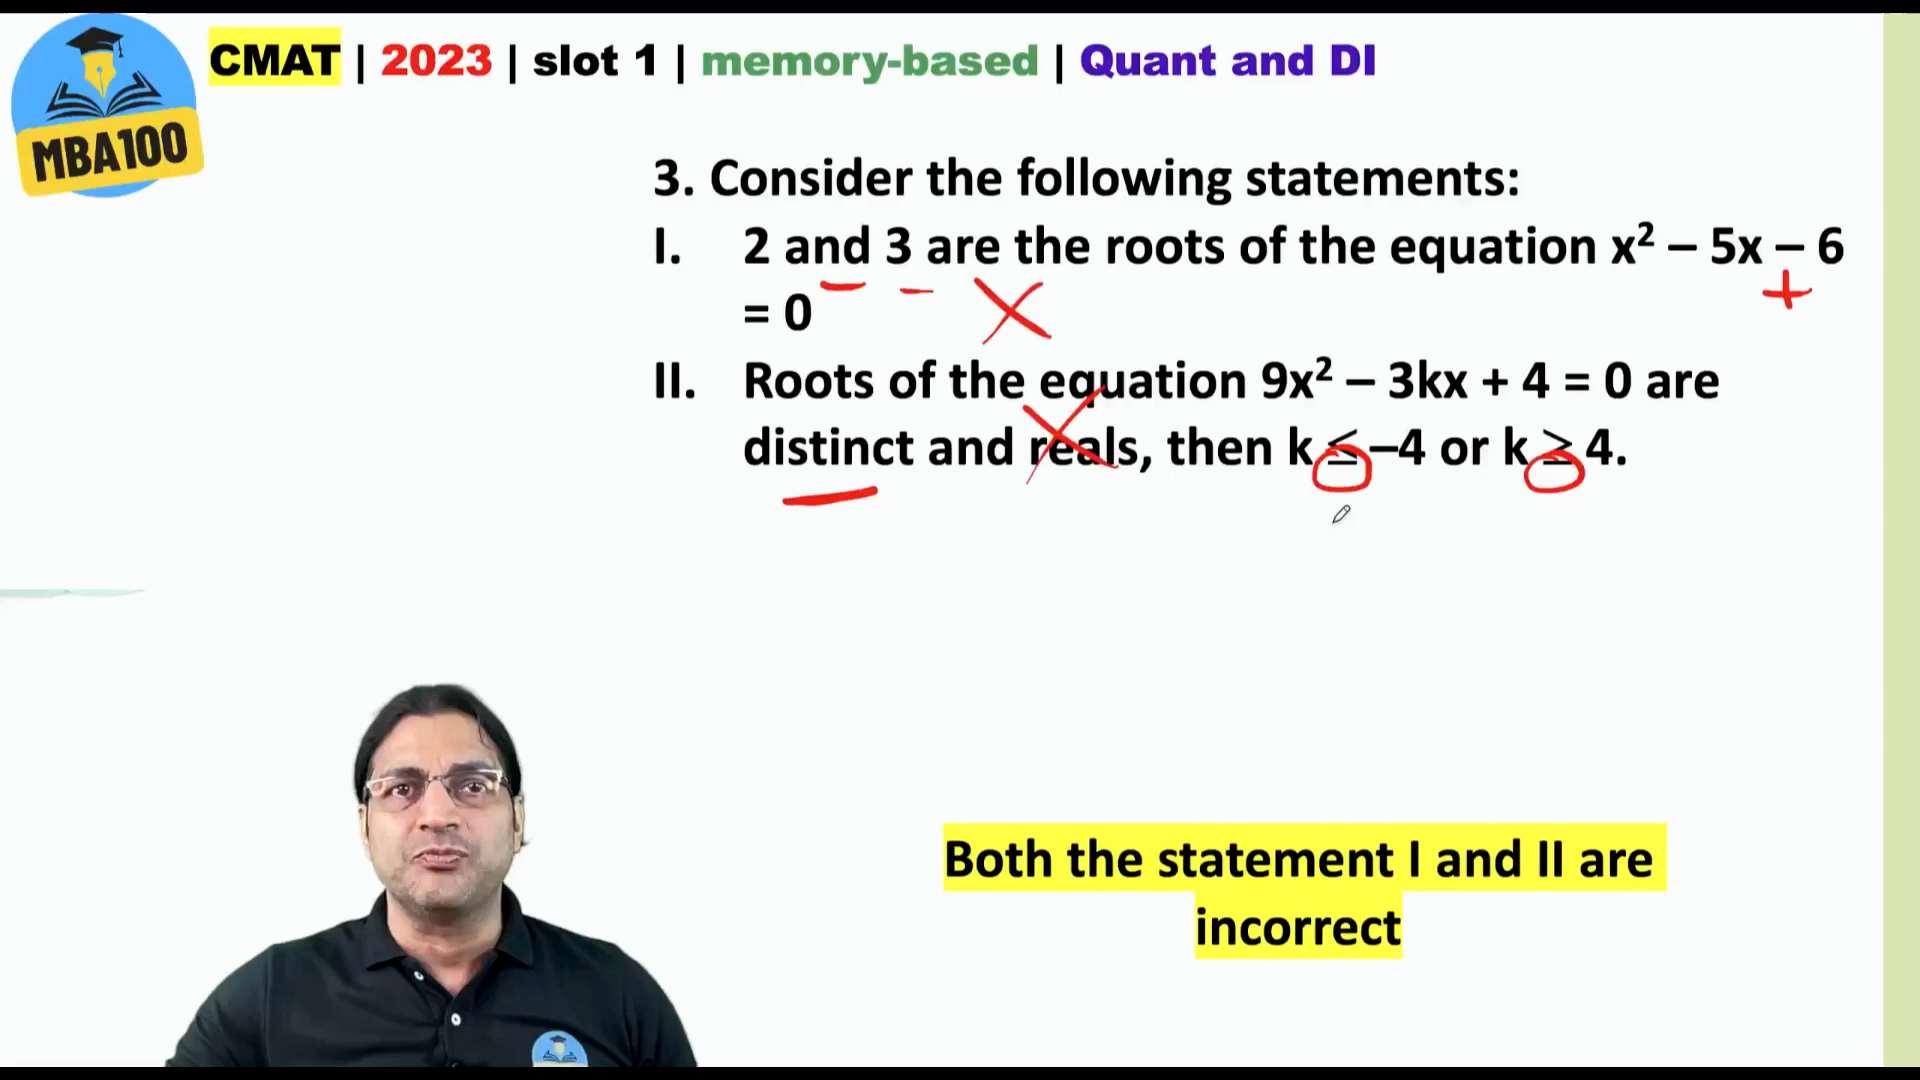 CMAT | 2023 | slot 1 | memory-based | Quant and DI
MBA100
3. Consider the following statements:
I. 2 and 3 are the roots of the equation x² – 5x – 6
+
= 0
II. Roots of the equation 9x² – 3kx + 4 = 0 are
distinct and reals, then k ≤ –4 or k ≥ 4.
Both the statement I and II are
incorrect